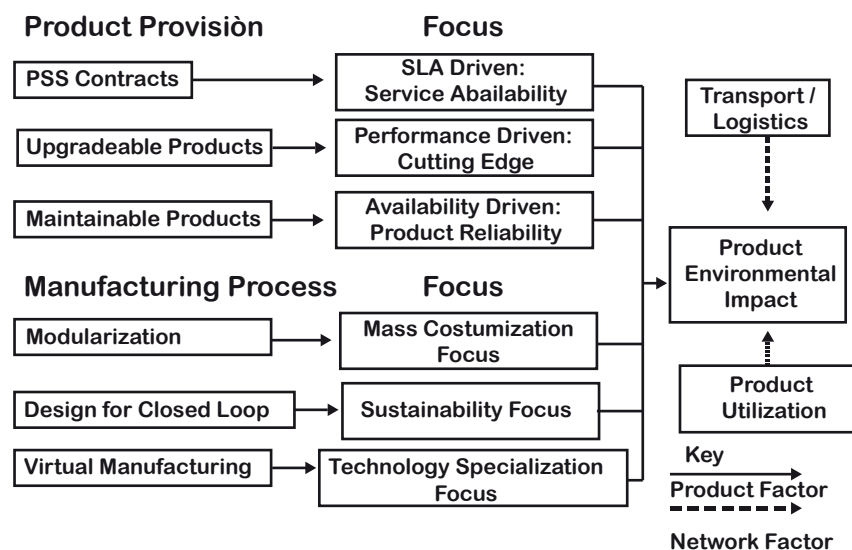 Product Provisiòn
Focus
PSS Contracts
SLA Driven:
Service Abailability
Upgradeable Products
Performance Driven:
Cutting Edge
Maintainable Products
Availability Driven:
Product Reliability
Manufacturing Process
Focus
Modularization
Mass Costumization
Focus
Design for Closed Loop
Sustainability Focus
Virtual Manufacturing
Technology Specialization
Focus
Transport /
Logistics
Product
Environmental
Impact
Product
Utilization
Key
Product Factor
Network Factor